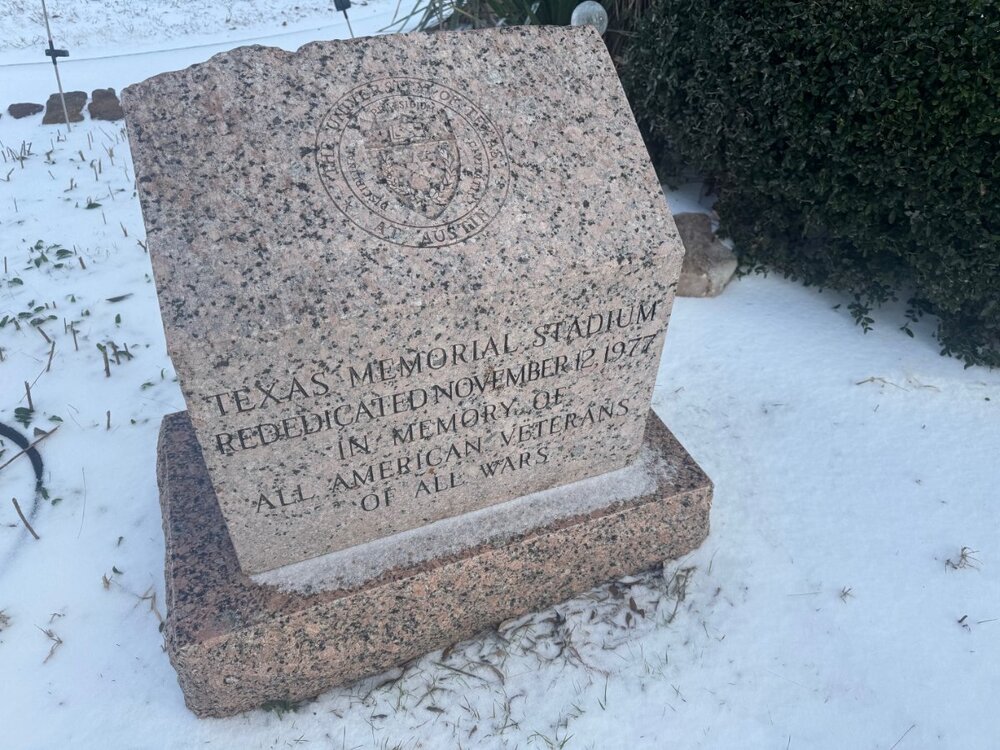 THE UNIVERSITY OF TEXAS
AT AUSTIN
TEXAS MEMORIAL STADIUM
REDEDICATED NOVEMBER 12, 1977
IN MEMORY OF
ALL AMERICAN VETERANS
OF ALL WARS